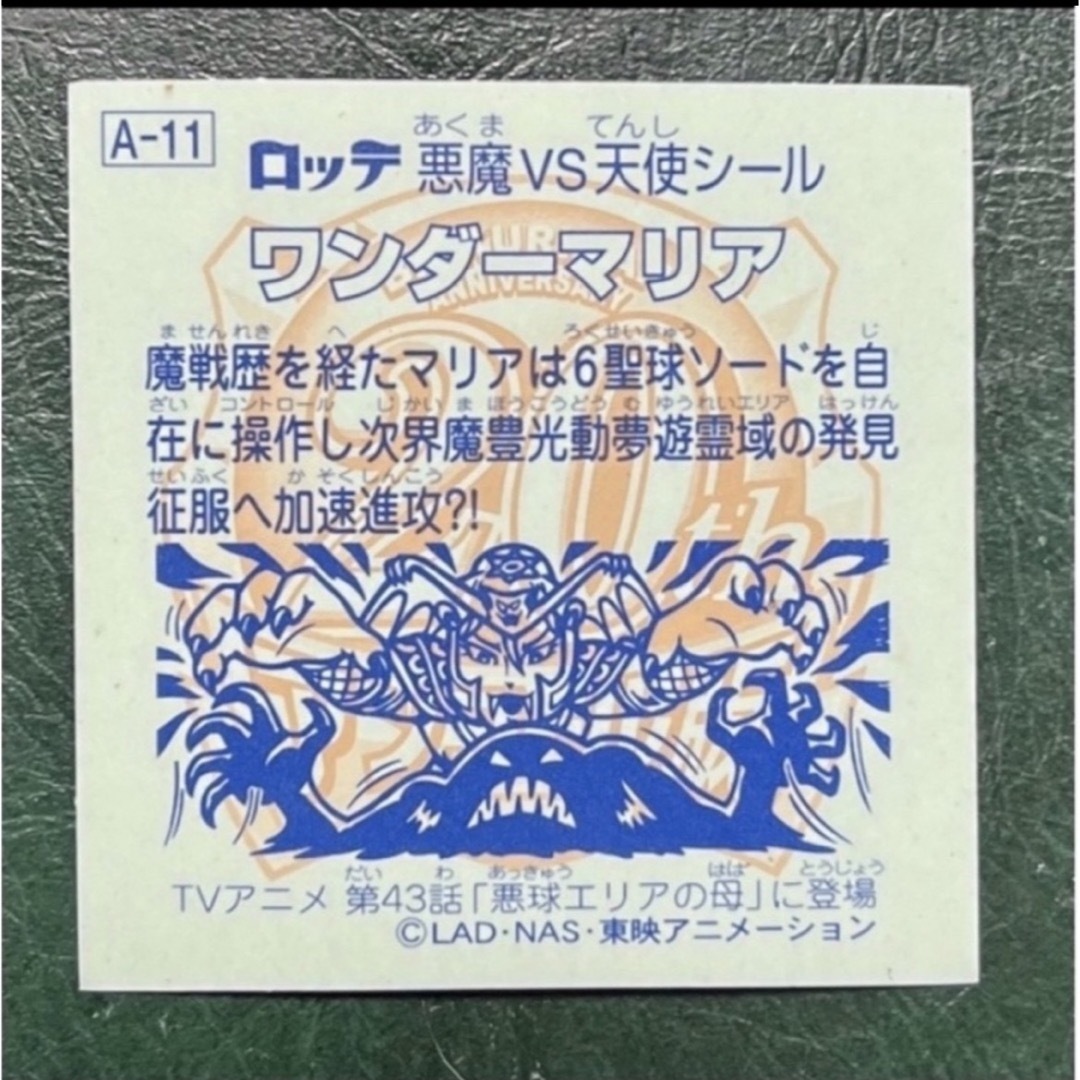 A-11
あくま てんし
ロッテ 悪魔VS天使シール
ワンダーマリア
ANNIVERSARY
20th
ま せんれき へ ろくせいきゅう じ
魔戦歴を経たマリアは6聖球ソードを自
ざい コントロール じかい ま ほうこうどう む ゆうれいエリア はっけん
在に操作し次界魔豊光動夢遊霊域の発見
せいふく か そくしんこう
征服へ加速進攻?!
だい わ あっきゅう はは とうじょう
TVアニメ 第43話「悪球エリアの母」に登場
©LAD・NAS・東映アニメーション